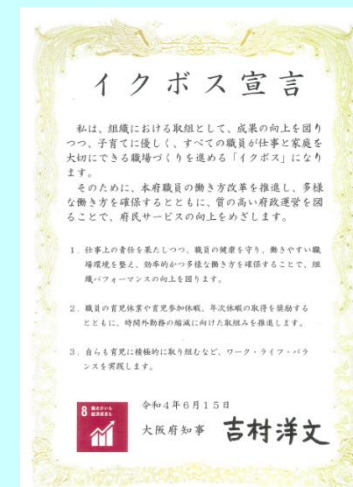 イクボス宣言
私は、組織における取組として、成果の向上を図り
つつ、子育てに優しく、すべての職員が仕事と家庭を
大切にできる職場づくりを進める「イクボス」になり
ます。
そのために、本府職員の働き方改革を推進し、多様
な働き方を確保するとともに、質の高い府政運営を図
ることで、府民サービスの向上をめざします。
1．仕事上の責任を果たしつつ、職員の健康を守り、働きやすい職
場環境を整え、効率的かつ多様な働き方を確保することで、組
織パフォーマンスの向上を図ります。
2．職員の育児休業や育児参加休暇、年次休暇の取得を奨励する
とともに、時間外勤務の縮減に向けた取組みを推進します。
3．自らも育児に積極的に取り組むなど、ワーク・ライフ・バラ
ンスを実践します。
8 働きがいも
経済成長も
令和4年6月15日
大阪府知事 吉村洋文